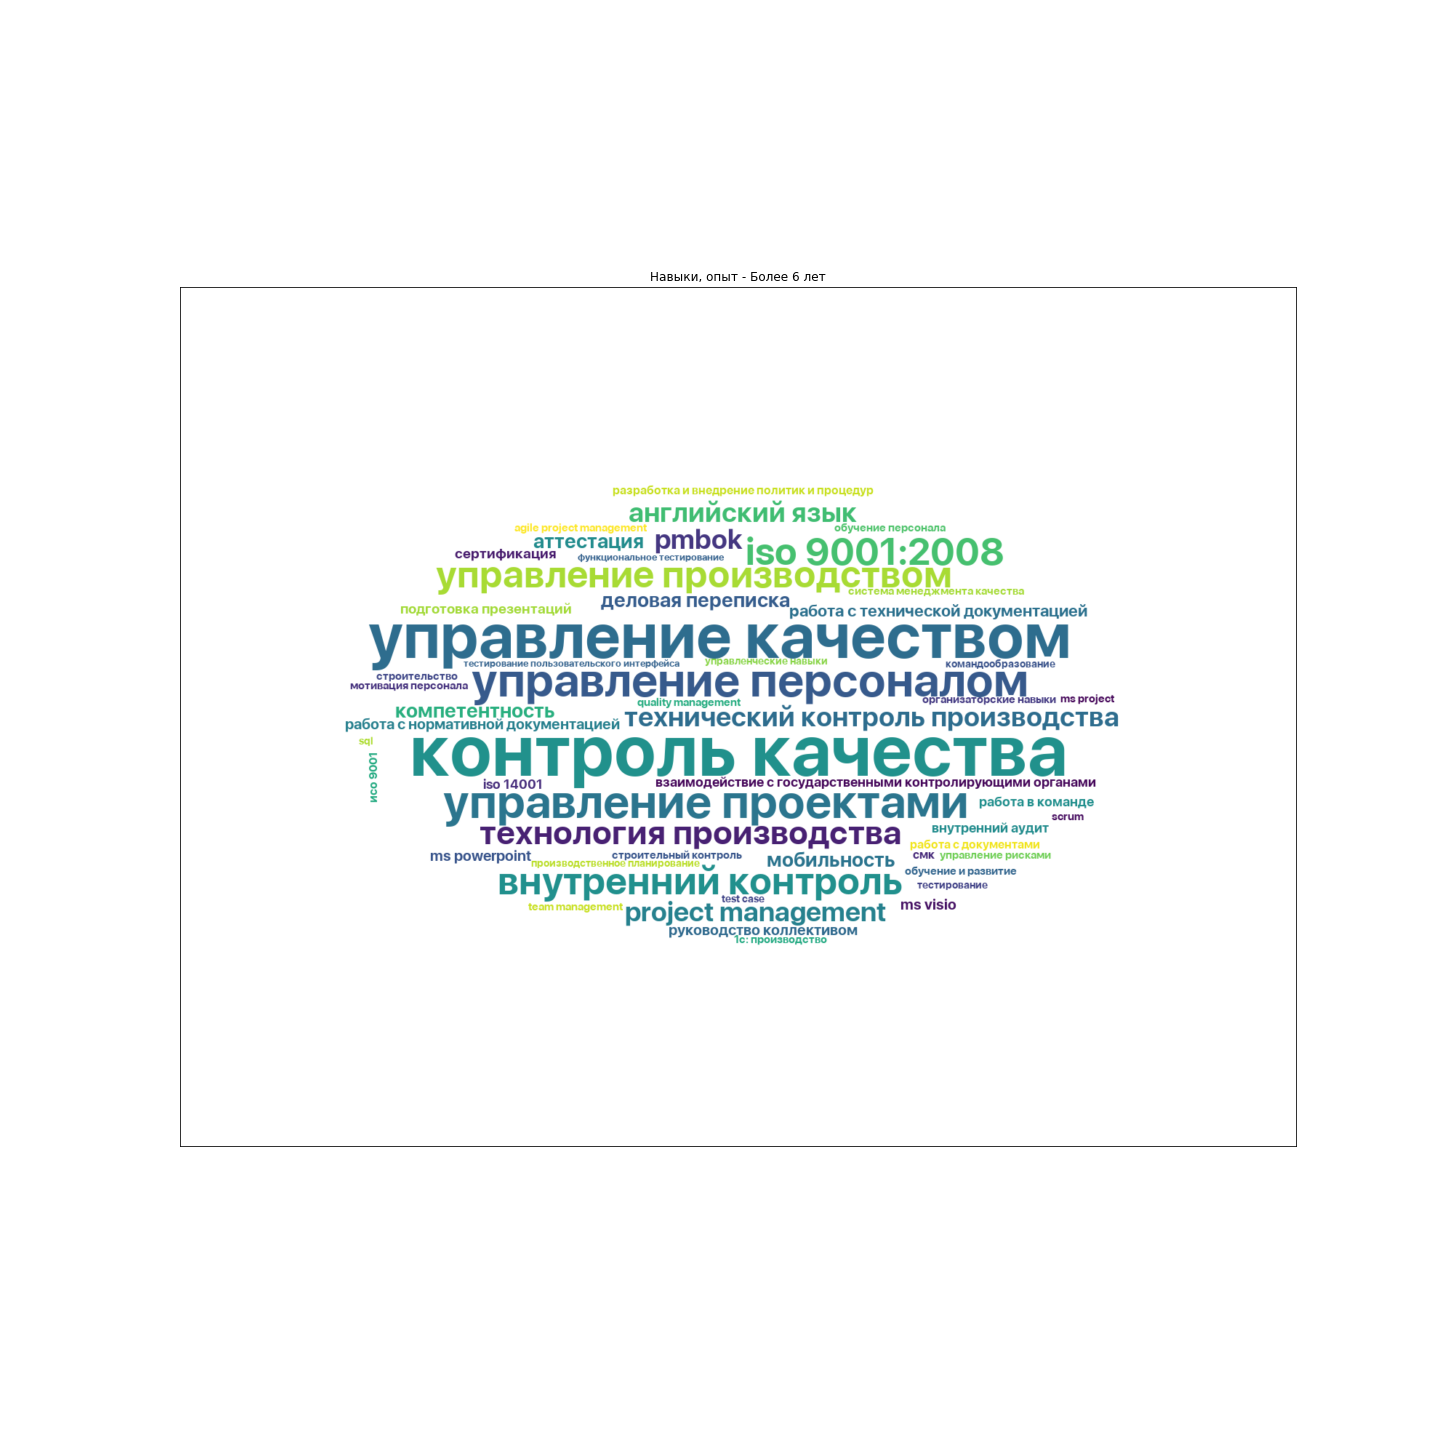 Навыки, опыт - Более 6 лет
разработка и внедрение политик и процедур
английский язык
agile project management
обучение персонала
аттестация
pmbok
iso 9001:2008
сертификация
функциональное тестирование
управление производством
система менеджмента качества
деловая переписка
подготовка презентаций
работа с технической документацией
управление качеством
тестирование пользовательского интерфейса
управленческие навыки
командообразование
строительство
мотивация персонала
управление персоналом
организаторские навыки
ms project
quality management
компетентность
технический контроль производства
работа с нормативной документацией
sql
контроль качества
исо 9001
iso 14001
взаимодействие с государственными контролирующими органами
управление проектами
работа в команде
scrum
технология производства
внутренний аудит
работа с документами
ms powerpoint
строительный контроль
мобильность
смк
управление рисками
производственное планирование
обучение и развитие
внутренний контроль
тестирование
test case
team management
project management
ms visio
руководство коллективом
1c: производство